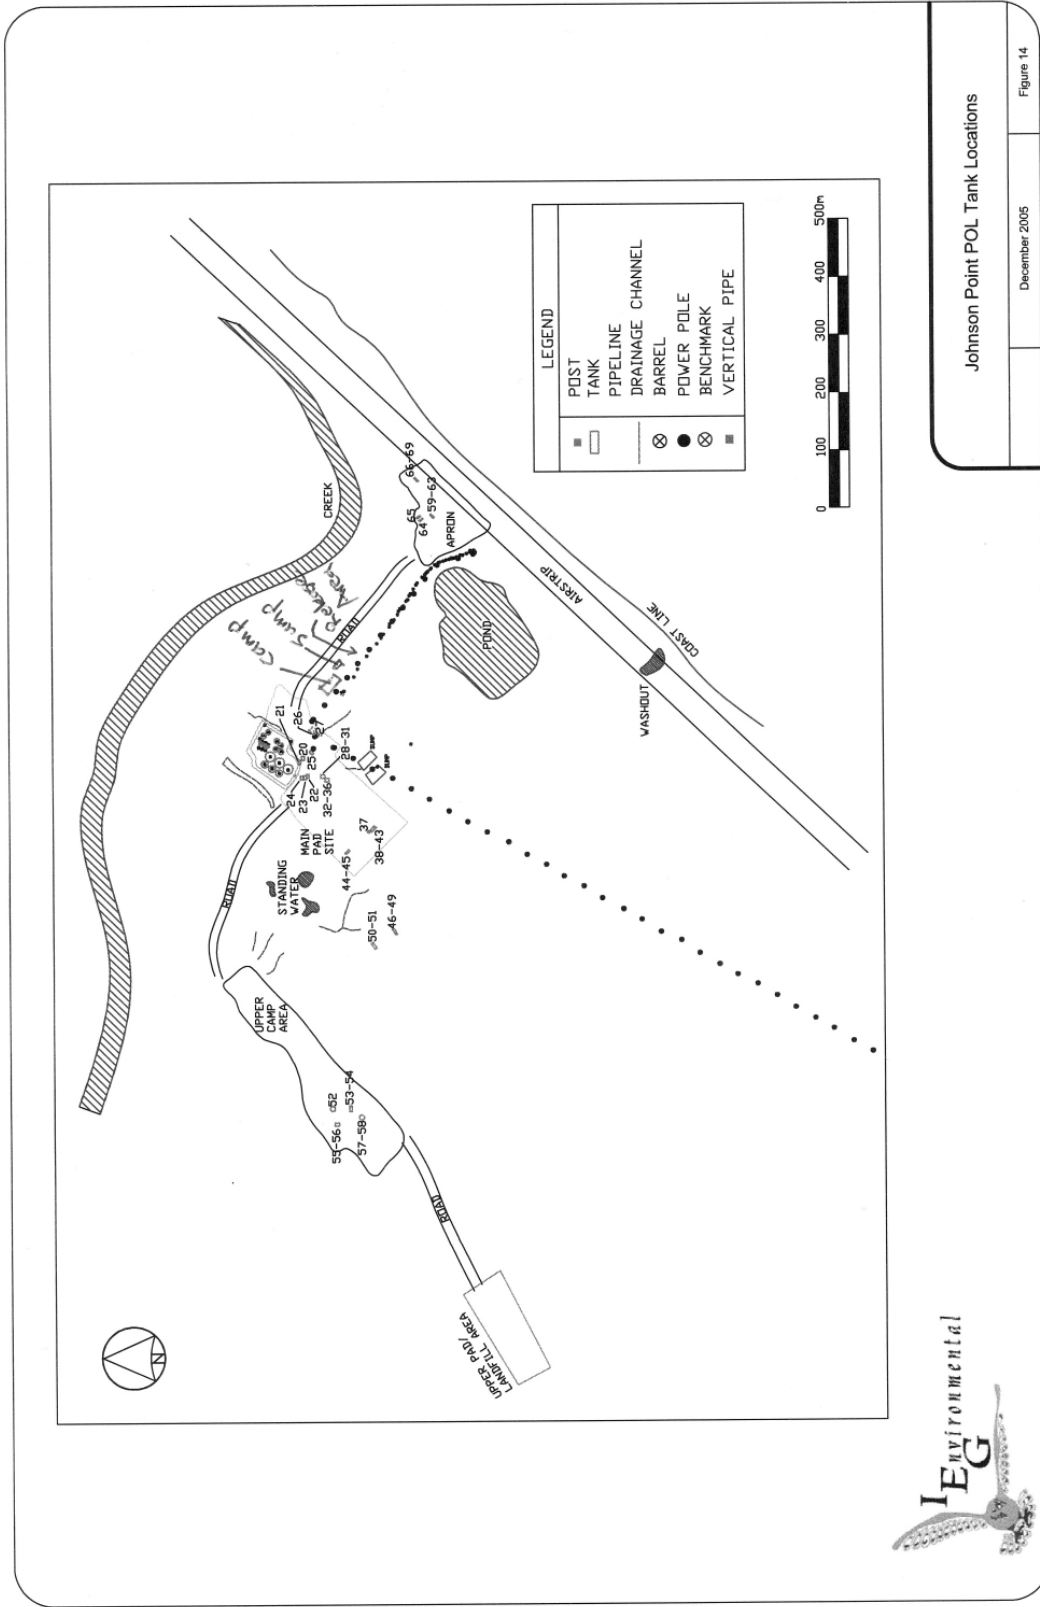 CREEK
66-69
65
64
59-63
APRON
Camp
Sump
Release
Area
ROAD
POND
AIRSTRIP
COAST LINE
WASHOUT
21
26
20
25
27
24
23
22
28-31
32-36
SUMP
SUMP
MAIN
PAD
SITE
37
38-43
44-45
ROAD
STANDING
WATER
50-51
46-49
UPPER
CAMP
AREA
52
53-54
55-56
57-58
ROAD
UPPER PAD/
LANDFILL AREA
N
LEGEND
POST
TANK
PIPELINE
DRAINAGE CHANNEL
BARREL
POWER POLE
BENCHMARK
VERTICAL PIPE
0 100 200 300 400 500m
I
Environmental
G
Johnson Point POL Tank Locations
December 2005
Figure 14